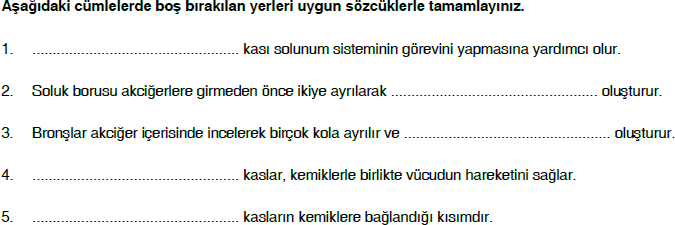 Aşağıdaki cümlelerde boş bırakılan yerleri uygun sözcüklerle tamamlayınız.
1. .................................................. kası solunum sisteminin görevini yapmasına yardımcı olur.
2. Soluk borusu akciğerlere girmeden önce ikiye ayrılarak .................................................. oluşturur.
3. Bronşlar akciğer içerisinde incelerek birçok kola ayrılır ve .................................................. oluşturur.
4. .................................................. kaslar, kemiklerle birlikte vücudun hareketini sağlar.
5. .................................................. kasların kemiklere bağlandığı kısımdır.